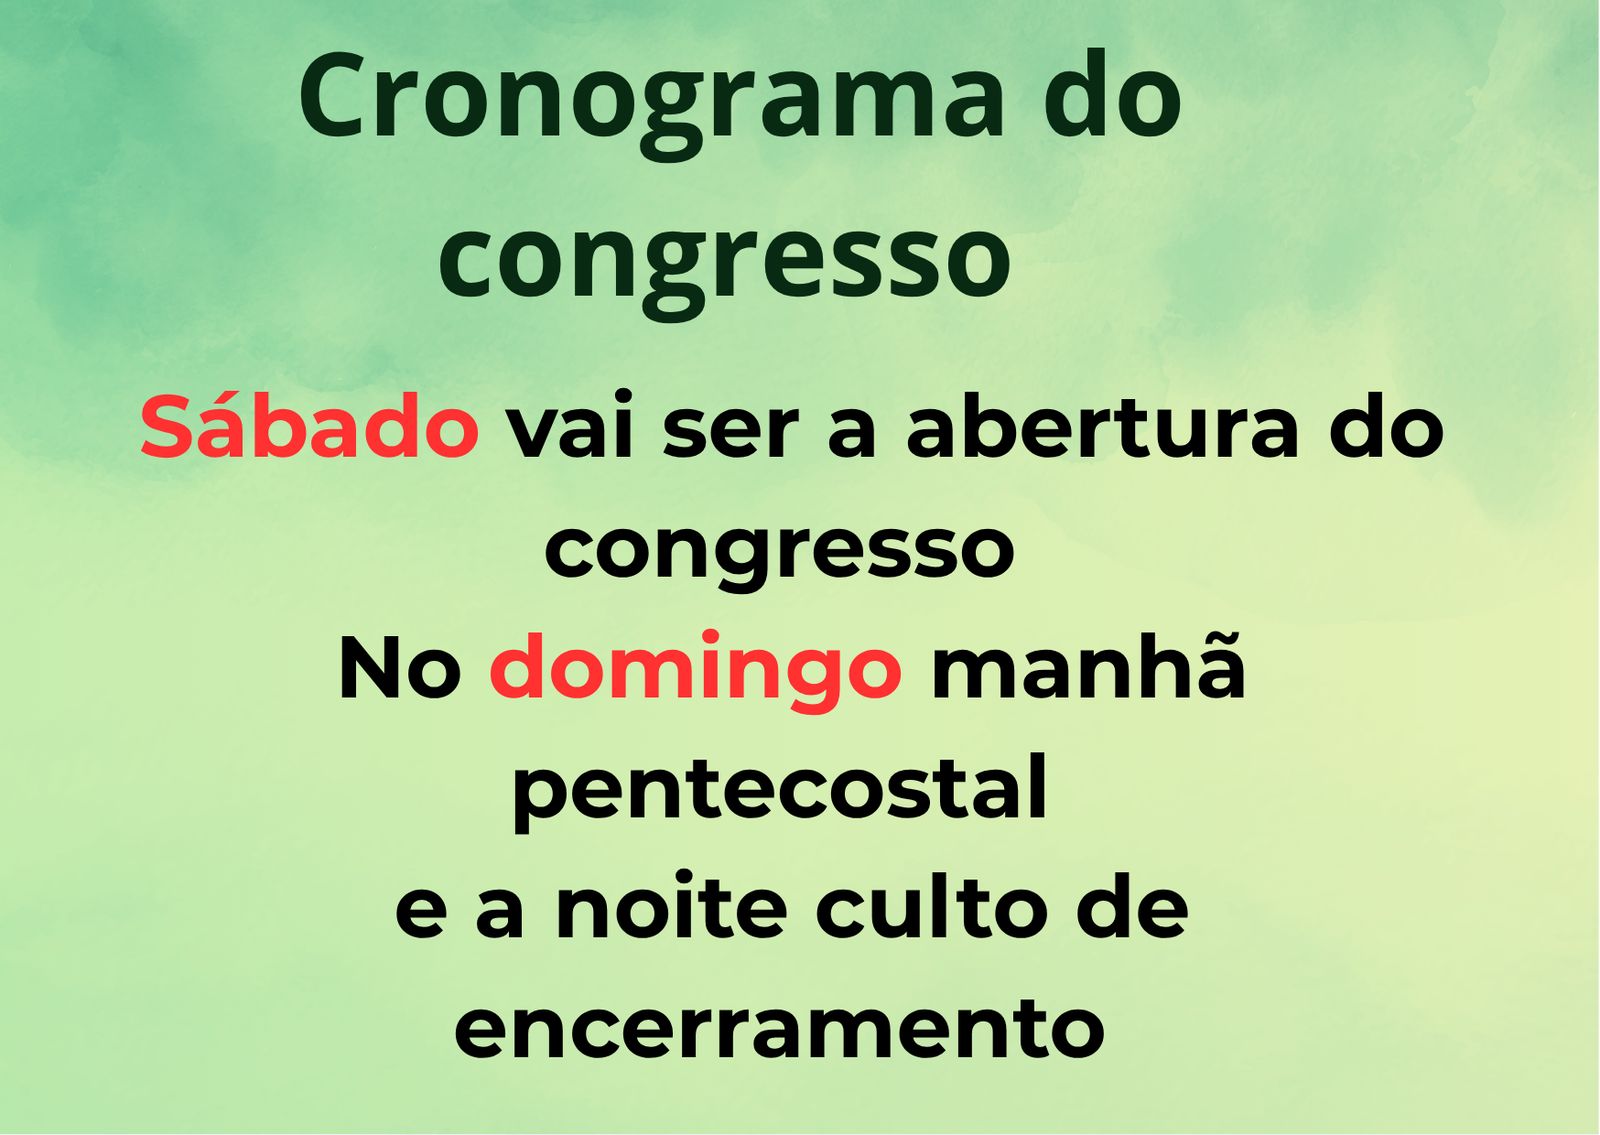 Cronograma do
congresso
Sábado vai ser a abertura do
congresso
No domingo manhã
pentecostal
e a noite culto de
encerramento